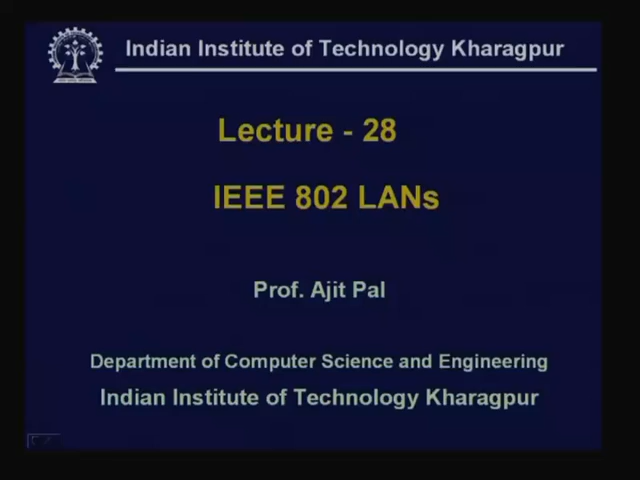 Indian Institute of Technology Kharagpur
Lecture - 28
IEEE 802 LANs
Prof. Ajit Pal
Department of Computer Science and Engineering
Indian Institute of Technology Kharagpur